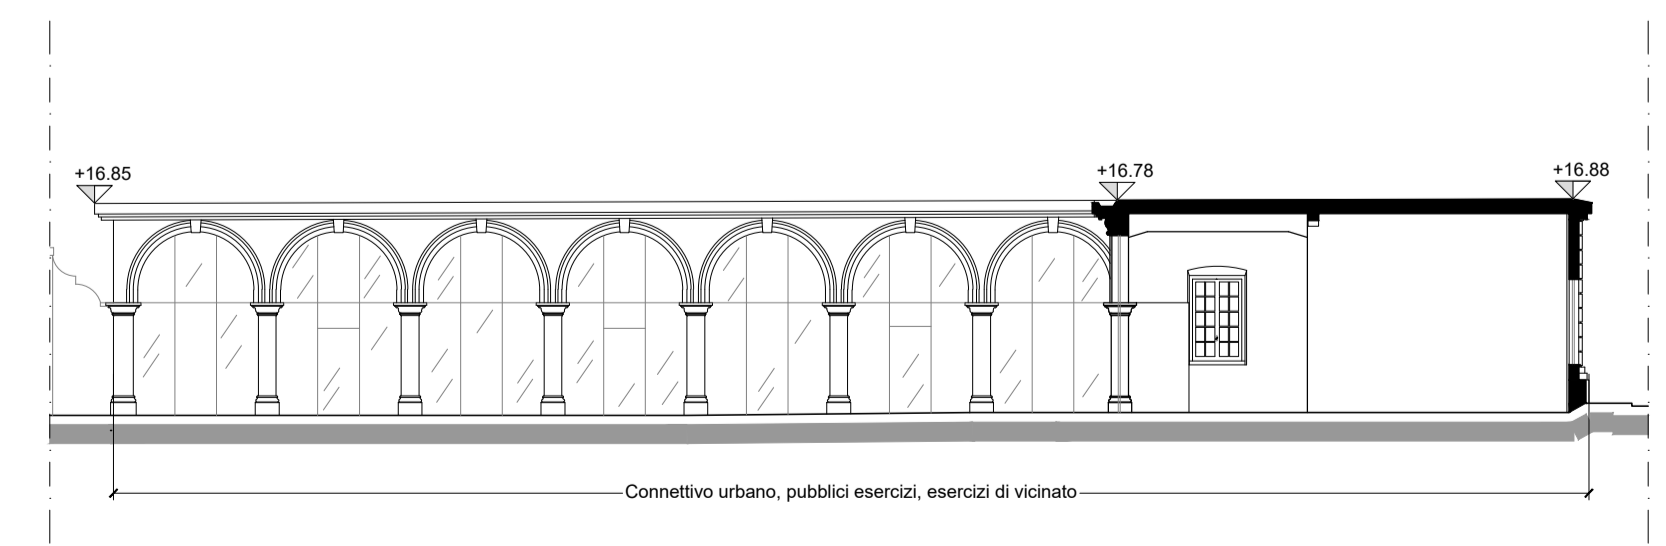 +16.85
+16.78
+16.88
Connettivo urbano, pubblici esercizi, esercizi di vicinato